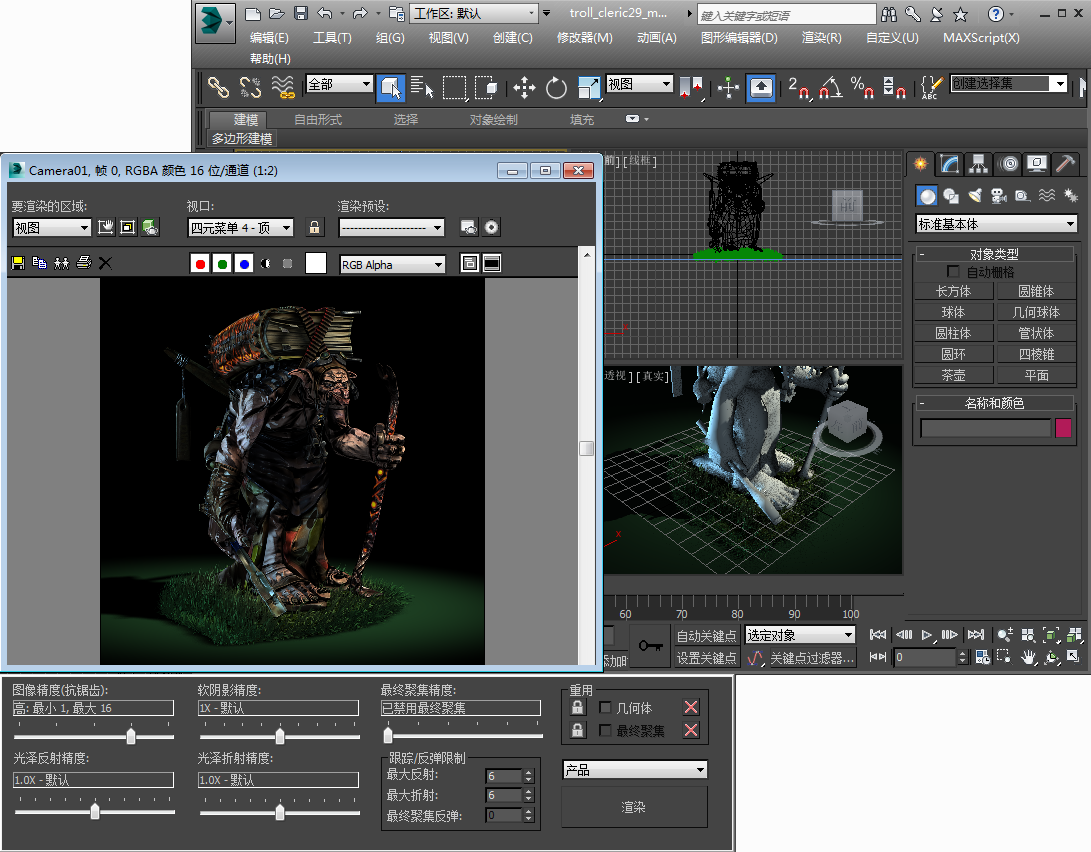 工作区: 默认
troll_cleric29_m...
键入关键字或短语
编辑(E) 工具(T) 组(G) 视图(V) 创建(C) 修改器(M) 动画(A) 图形编辑器(D) 渲染(R) 自定义(U) MAXScript(X)
帮助(H)
全部
视图
2
%
ABC
创建选择集
建模 自由形式 选择 对象绘制 填充
多边形建模
Camera01, 帧 0, RGBA 颜色 16 位/通道 (1:2)
要渲染的区域: 视口: 渲染预设:
视图
四元菜单 4 - 顶
RGB Alpha
前] [线框]
前
透视] [真实]
x
标准基本体
对象类型
自动栅格
长方体 圆锥体
球体 几何球体
圆柱体 管状体
圆环 四棱锥
茶壶 平面
名称和颜色
60 70 80 90 100
添加时
自动关键点
选定对象
设置关键点
关键点过滤器...
0
图像精度(抗锯齿): 软阴影精度: 最终聚集精度:
高: 最小 1, 最大 16
1X - 默认
已禁用最终聚集
光泽反射精度: 光泽折射精度:
1.0X - 默认
1.0X - 默认
跟踪/反弹限制
最大反射: 6
最大折射: 6
最终聚集反弹: 0
重用
几何体
最终聚集
产品
渲染